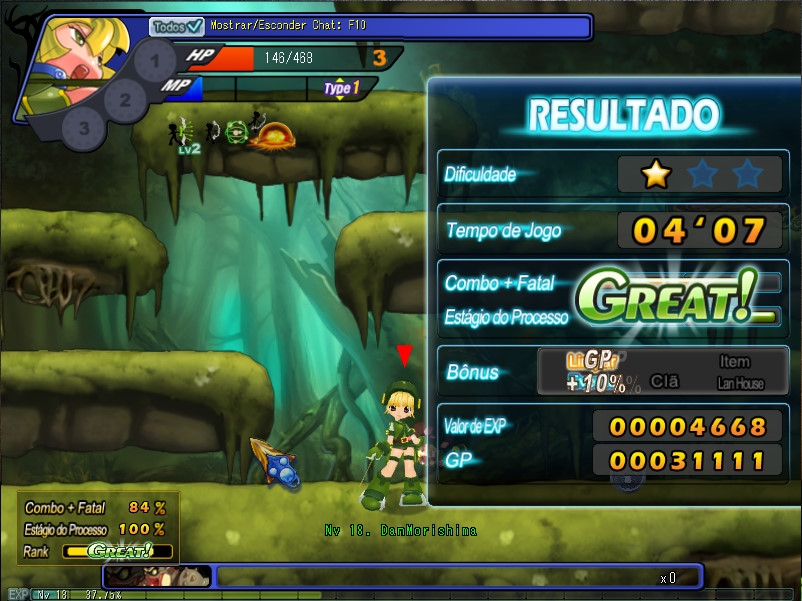 Todos Mostrar/Esconder Chat: F10
1
HP 146/468 3
2
MP Type 1
3
LV2
RESULTADO
Dificuldade
Tempo de Jogo 04'07
Combo + Fatal
Estágio do Processo
GREAT!
Bônus GP +10% Clã Item Lan House
Valor de EXP 00004668
GP 00031111
Combo + Fatal 84 %
Estágio do Processo 100 %
Rank GREAT!
Nv 18. DanMorishima
x0
EXP Nv 18 37.75%